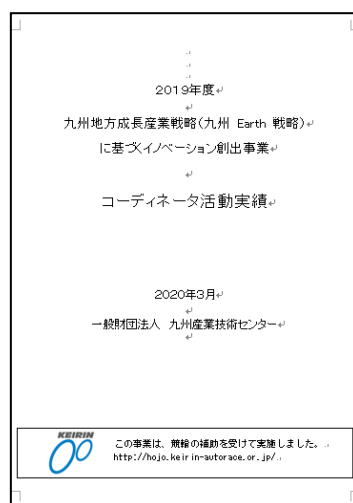 2019年度
九州地方成長産業戦略(九州 Earth 戦略)
に基づくイノベーション創出事業
コーディネータ活動実績
2020年3月
一般財団法人 九州産業技術センター
KEIRIN
この事業は、競輪の補助を受けて実施しました。
http://hojo.keirin-autorace.or.jp/